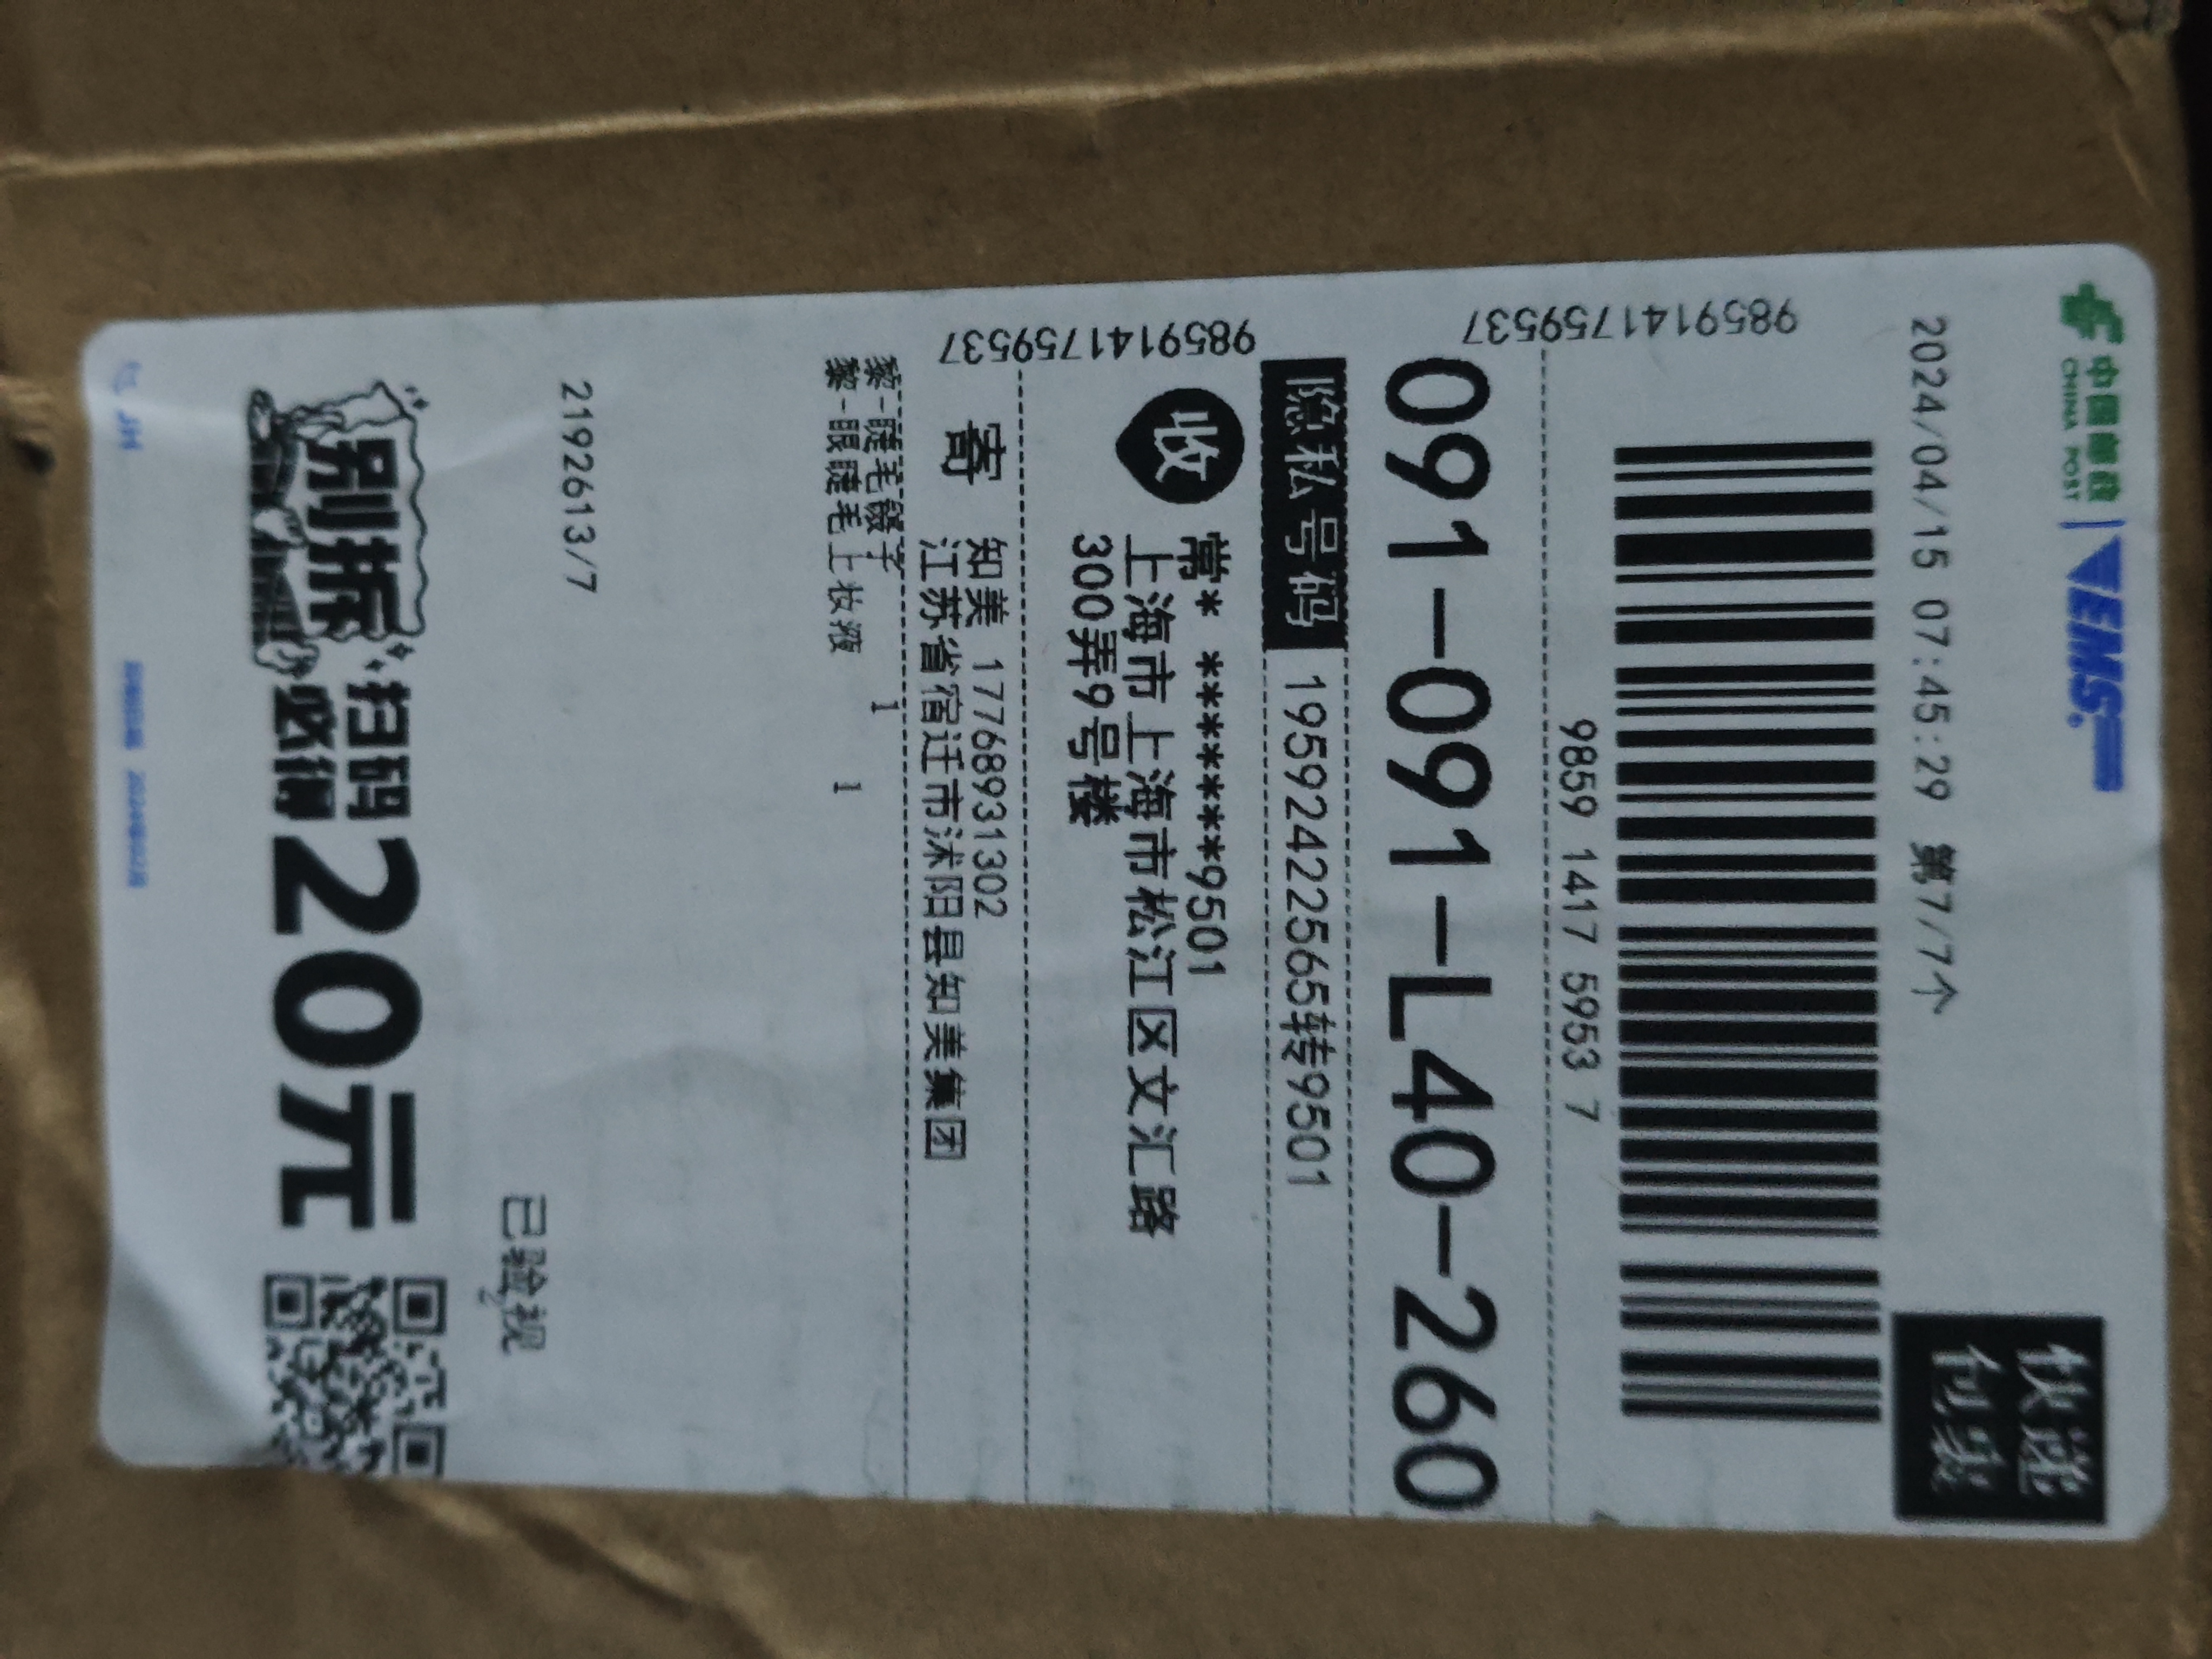 中国邮政
CHINA POST
EMS
快递包裹
2024/04/15 07:45:29 第7/7个
9859 1417 5953 7
9859141759537
091-091-L40-260
隐私号码 19592422565转9501
9859141759537
收 常* *******9501
上海市上海市松江区文汇路
300弄9号楼
寄 知美 17768931302
江苏省宿迁市沭阳县知美集团
黎-睫毛镊子 1
黎-眼睫毛上妆液 1
2192613/7
已验视
别拆
扫码
必得
20元
JH